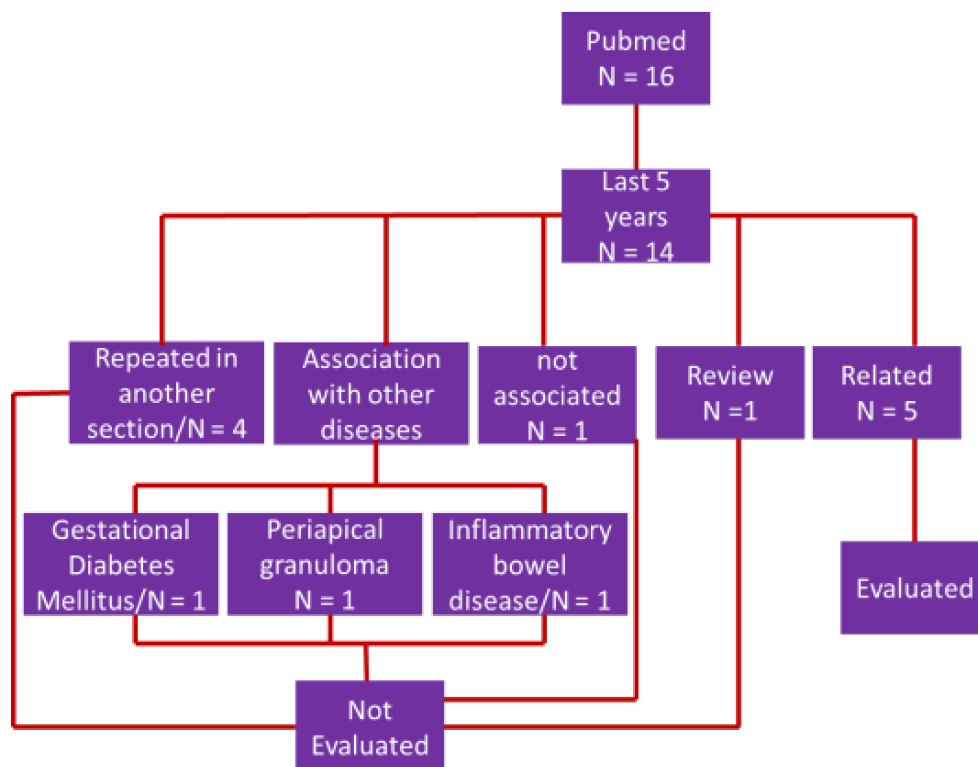 Pubmed
N = 16
Last 5
years
N = 14
Repeated in
another
section/N = 4
Association
with other
diseases
not
associated
N = 1
Review
N =1
Related
N = 5
Gestational
Diabetes
Mellitus/N = 1
Periapical
granuloma
N = 1
Inflammatory
bowel
disease/N = 1
Evaluated
Not
Evaluated